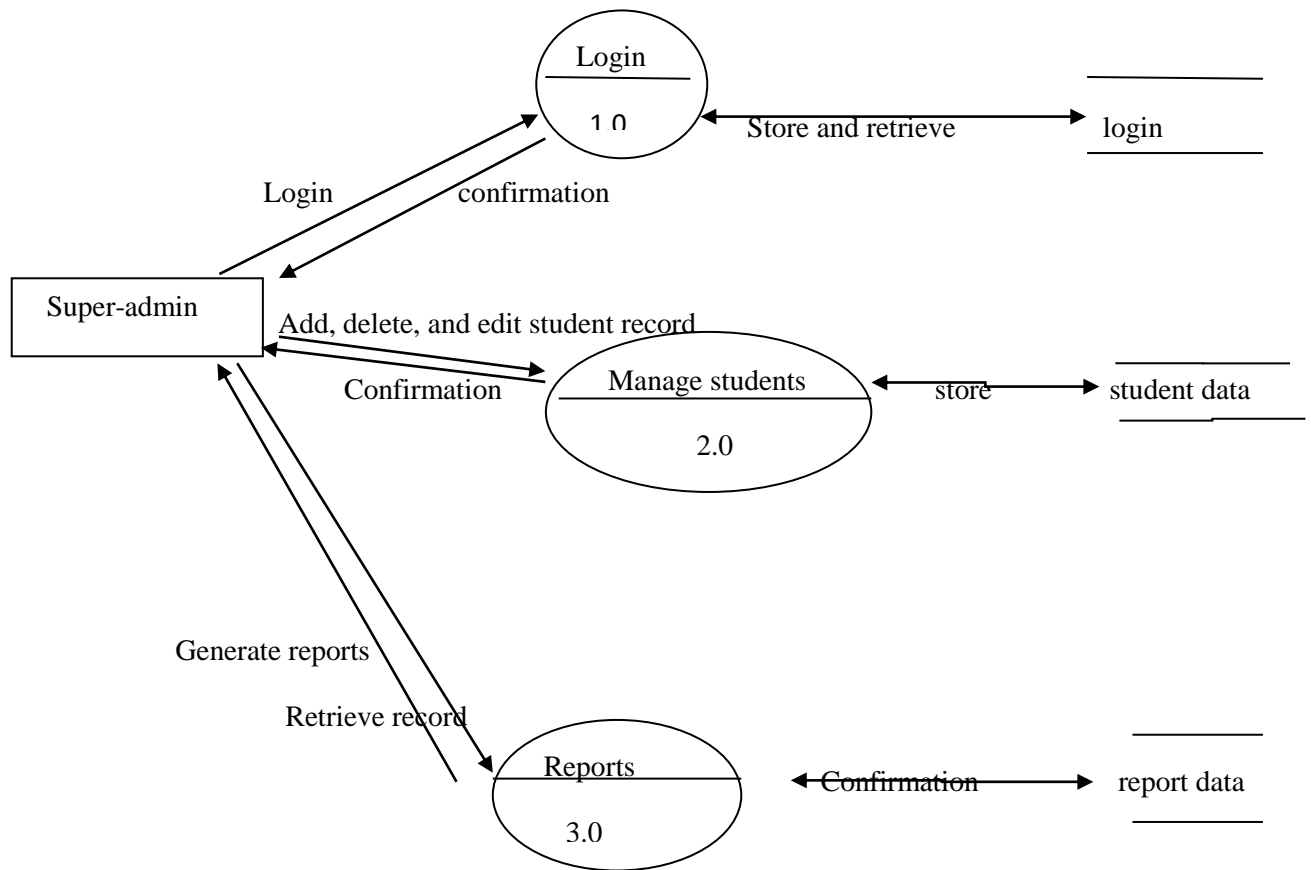 Login
1.0
Store and retrieve
login
Login
confirmation
Super-admin
Add, delete, and edit student record
Confirmation
Manage students
2.0
store
student data
Generate reports
Retrieve record
Reports
3.0
Confirmation
report data